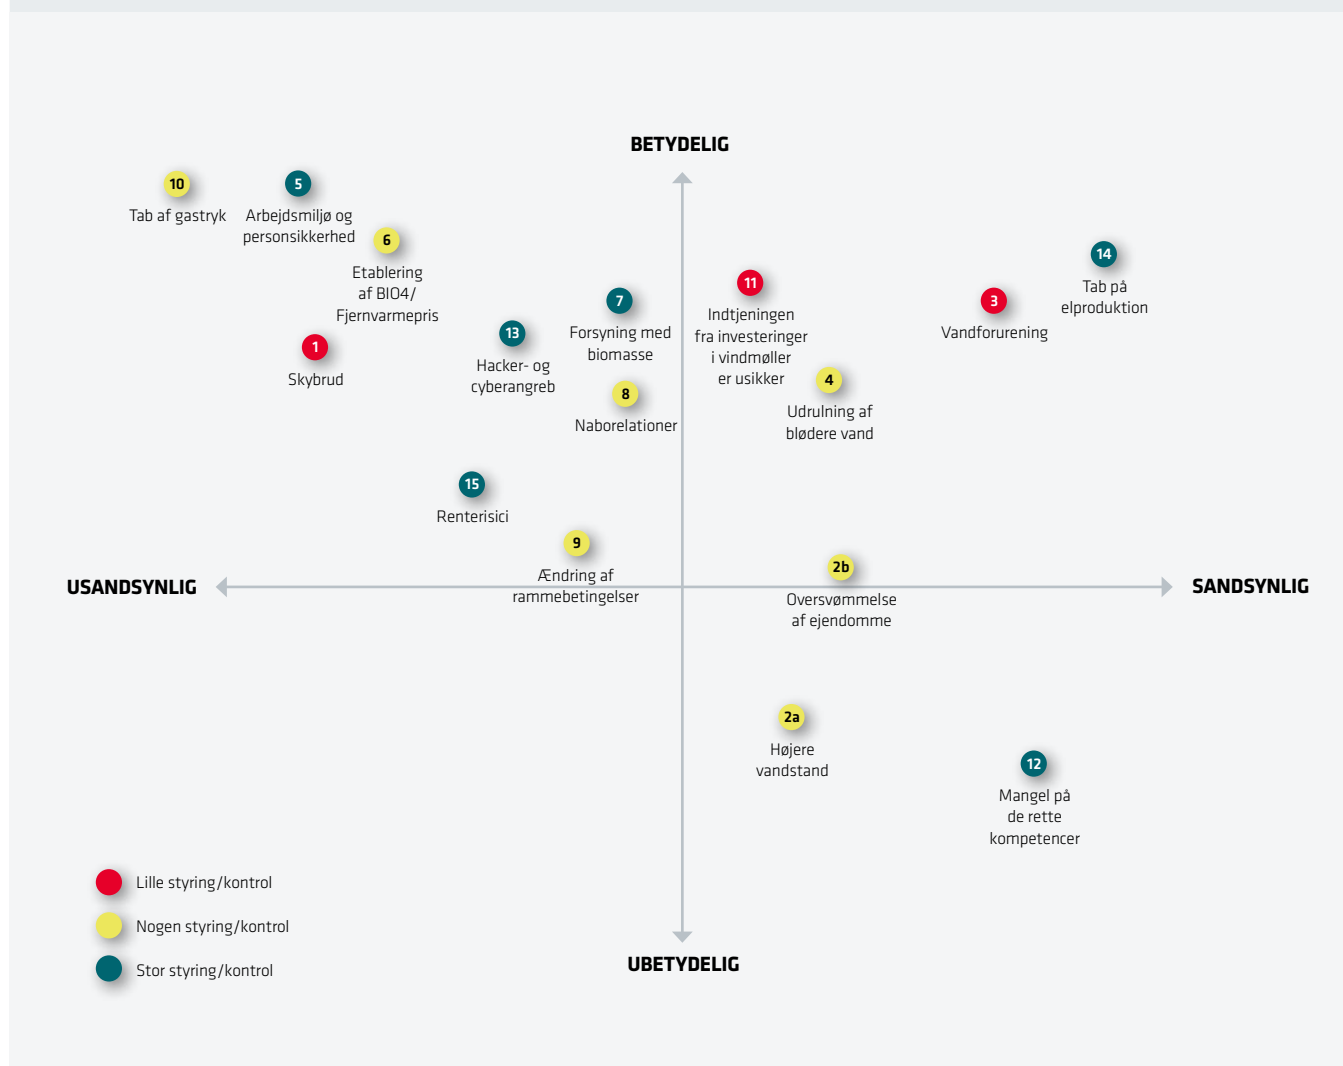 BETYDELIG
10
Tab af gastryk
5
Arbejdsmiljø og
personsikkerhed
6
Etablering
af BIO4/
Fjernvarmepris
1
Skybrud
13
Hacker- og
cyberangreb
7
Forsyning med
biomasse
8
Naborelationer
11
Indtjeningen
fra investeringer
i vindmøller
er usikker
4
Udrulning af
blødere vand
3
Vandforurening
14
Tab på
elproduktion
15
Renterisici
9
Ændring af
rammebetingelser
2b
Oversvømmelse
af ejendomme
USANDSYNLIG
SANDSYNLIG
2a
Højere
vandstand
12
Mangel på
de rette
kompetencer
Lille styring/kontrol
Nogen styring/kontrol
Stor styring/kontrol
UBETYDELIG